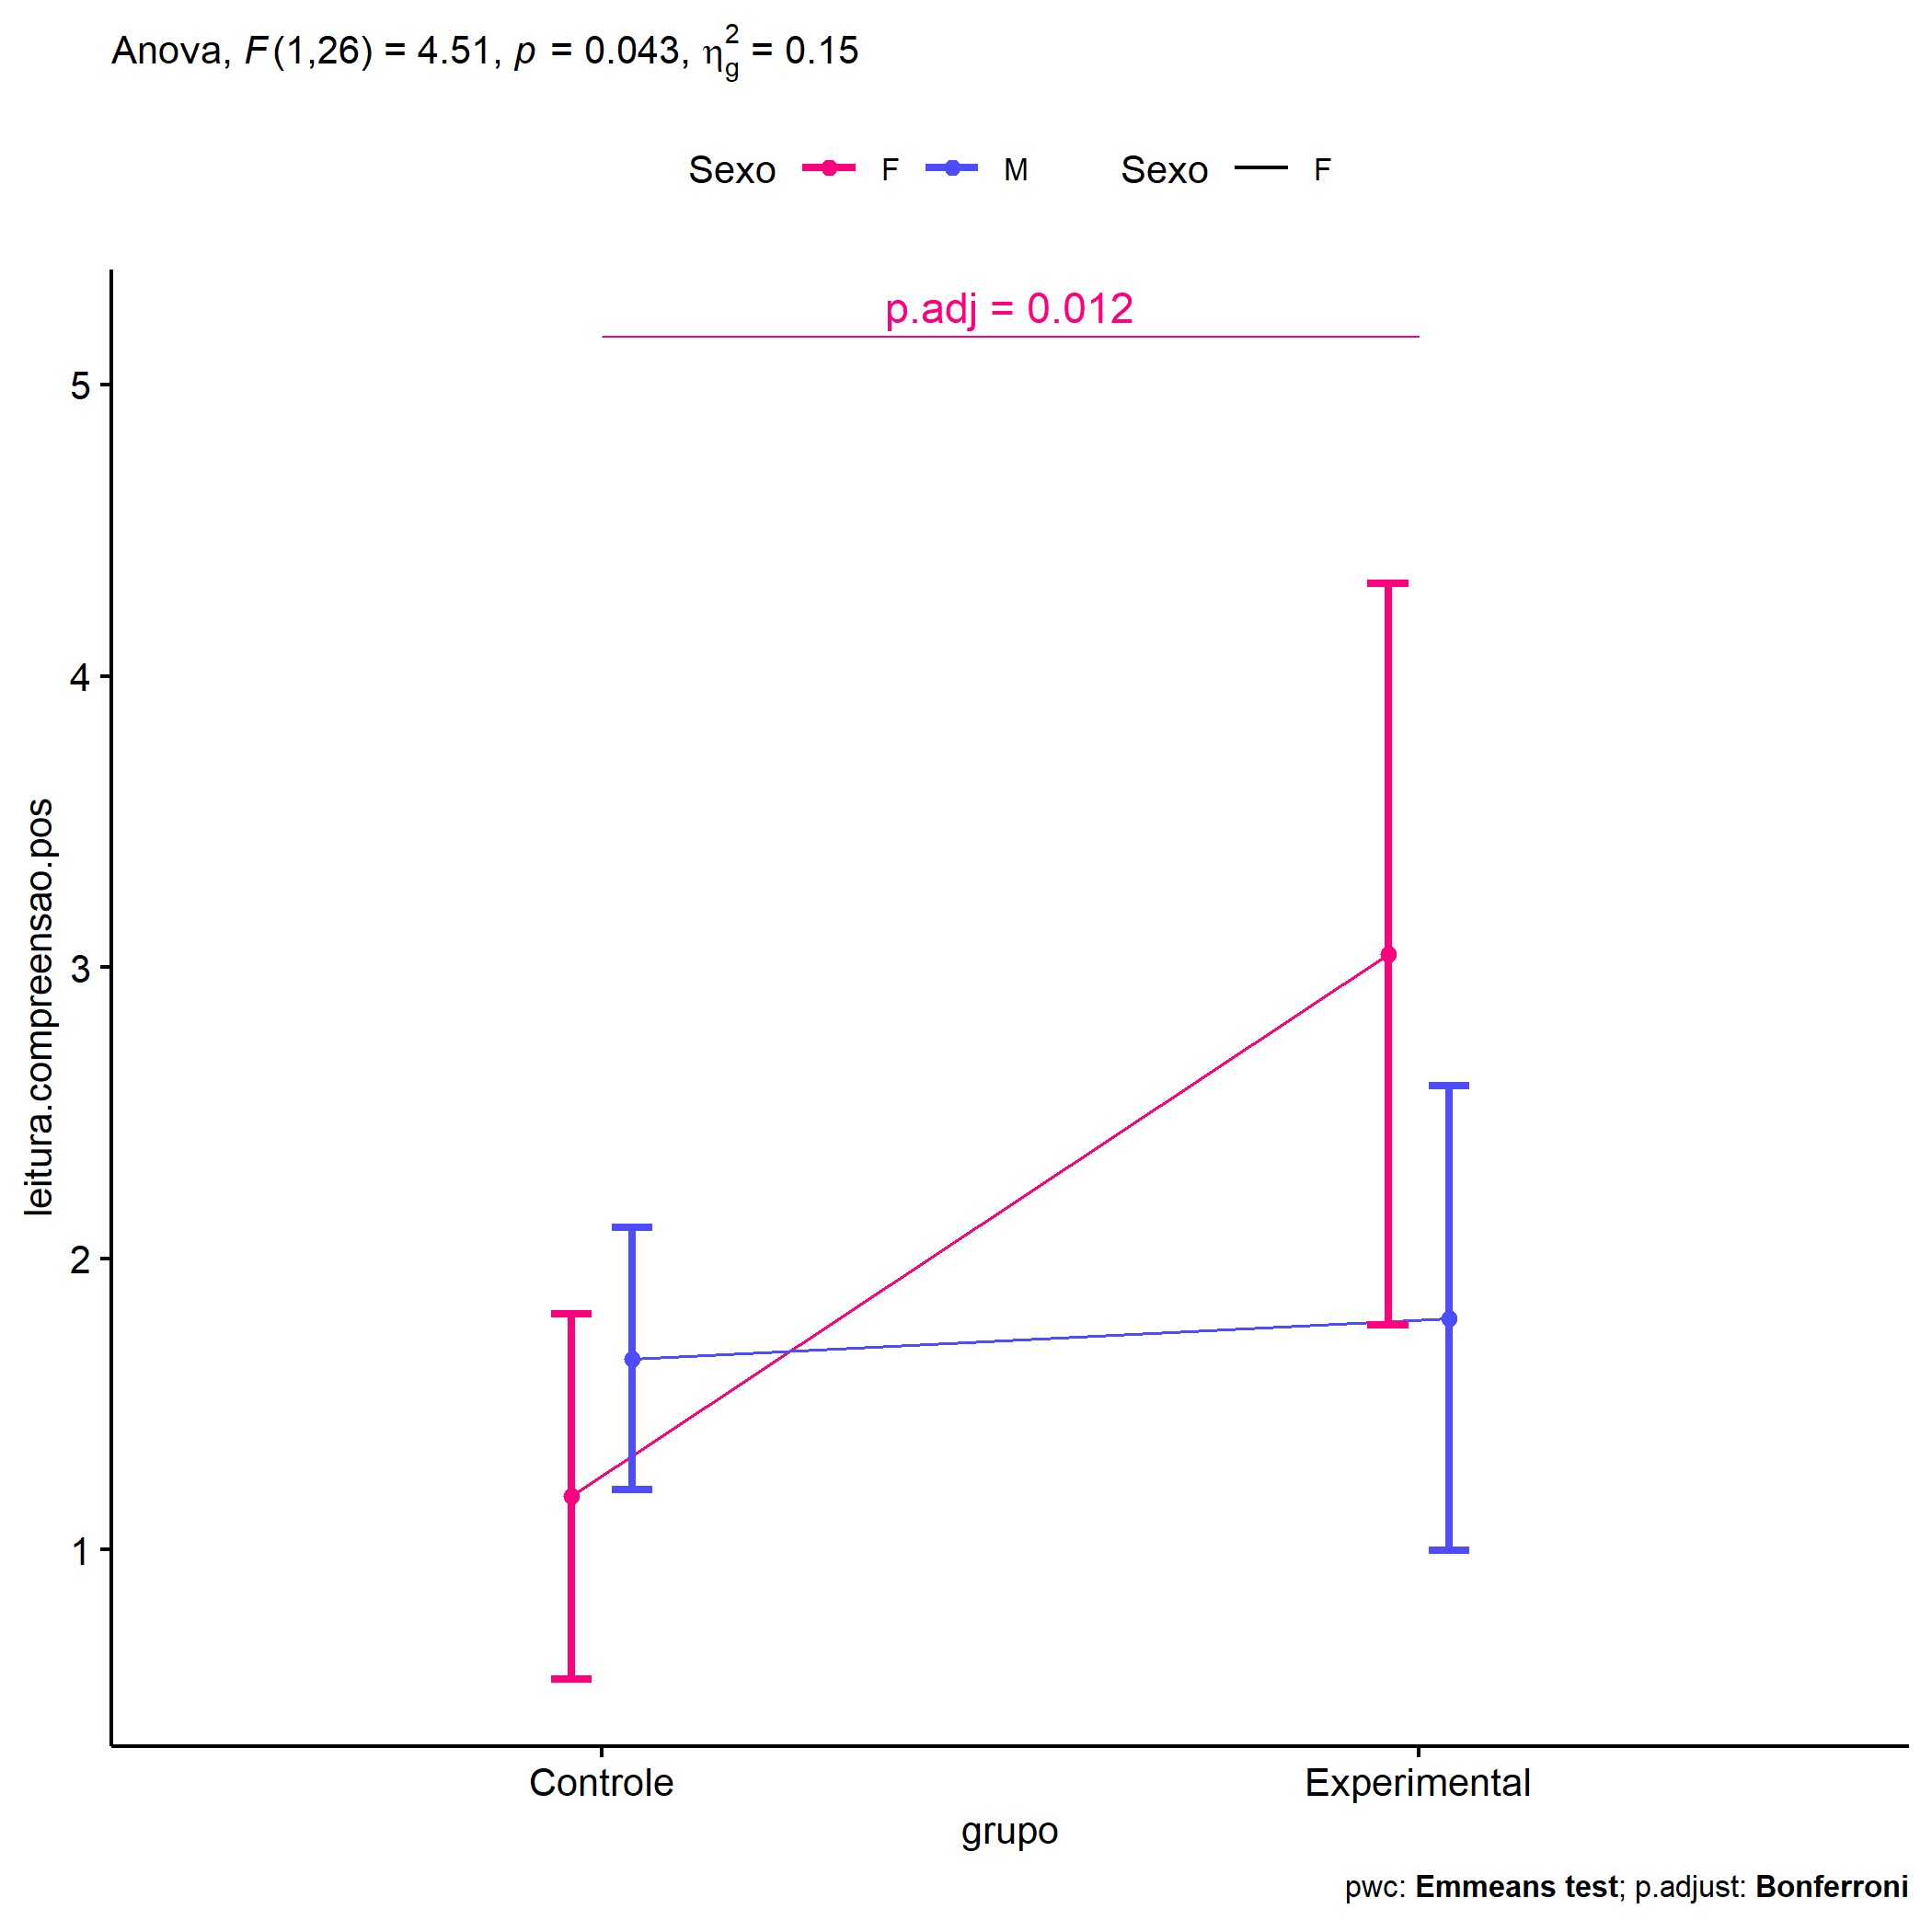 Anova, F(1,26) = 4.51, p = 0.043, η²g = 0.15
Sexo F M Sexo F
p.adj = 0.012
5
4
3
2
1
leitura.compreensao.pos
Controle Experimental
grupo
pwc: Emmeans test; p.adjust: Bonferroni